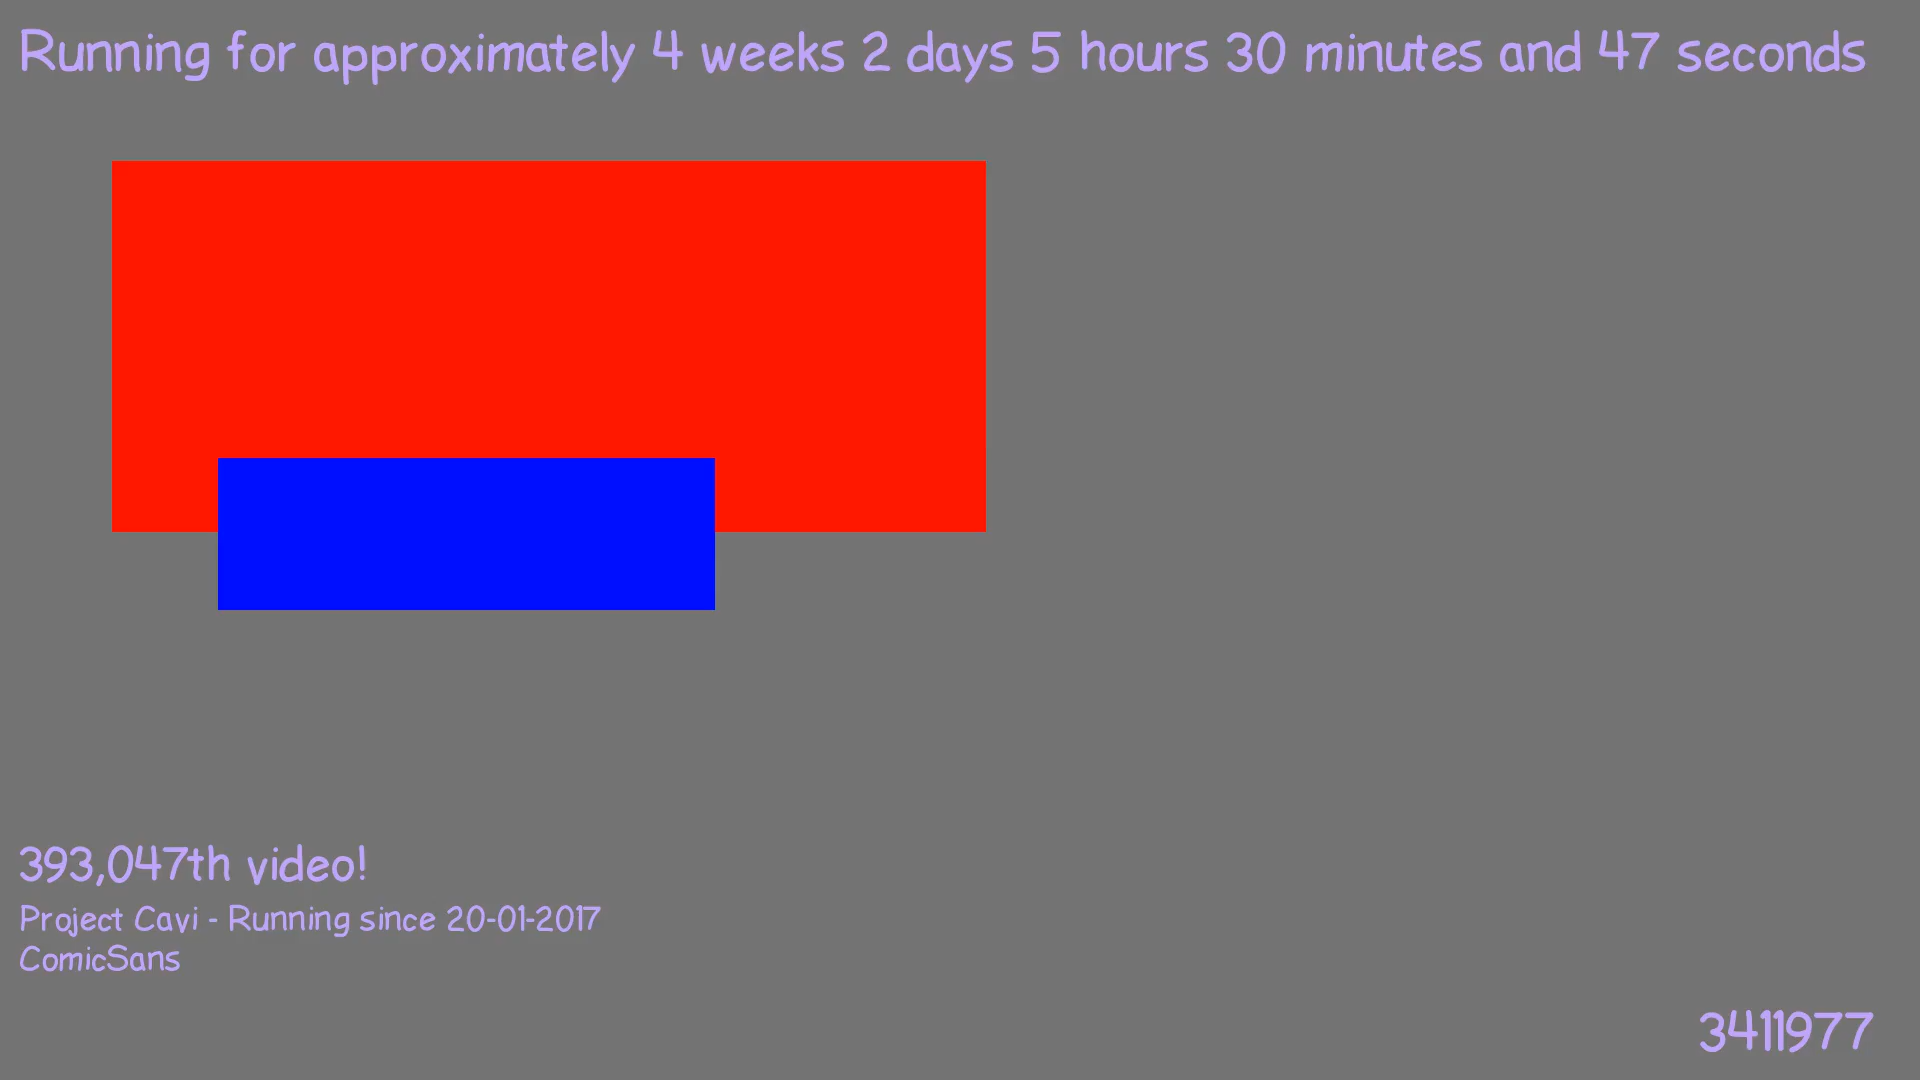 Running for approximately 4 weeks 2 days 5 hours 30 minutes and 47 seconds
393,047th video!
Project Cavi - Running since 20-01-2017
ComicSans
3411977